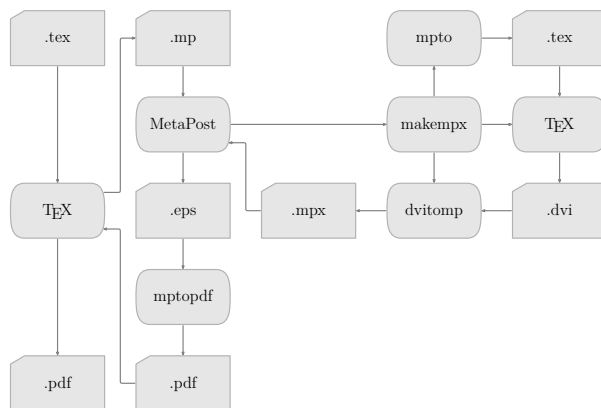 .tex .mp mpto .tex
MetaPost makempx TEX
TEX .eps .mpx dvitomp .dvi
mptopdf
.pdf .pdf